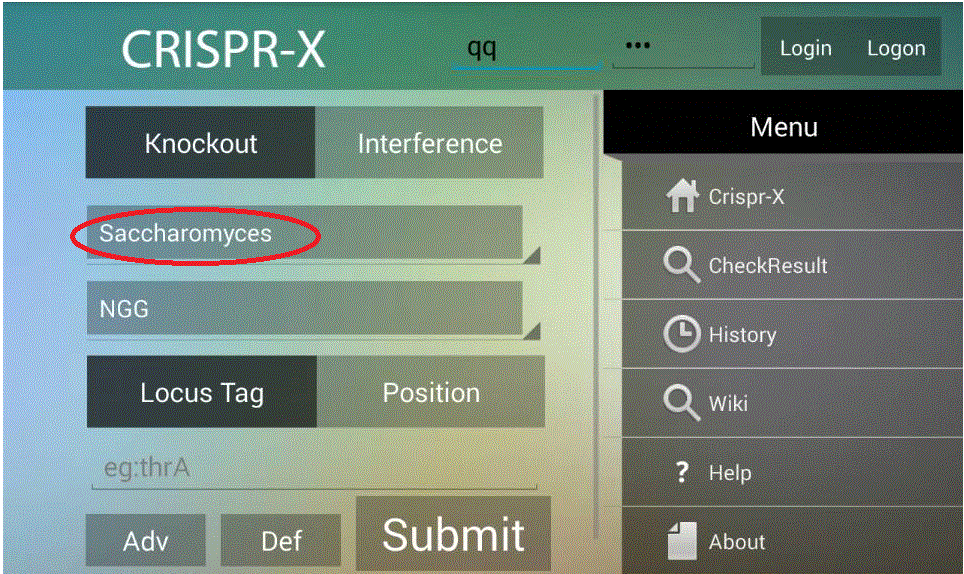 CRISPR-X
qq
•••
Login
Logon
Knockout
Interference
Saccharomyces
NGG
Locus Tag
Position
eg:thrA
Adv
Def
Submit
Menu
Crispr-X
CheckResult
History
Wiki
? Help
About